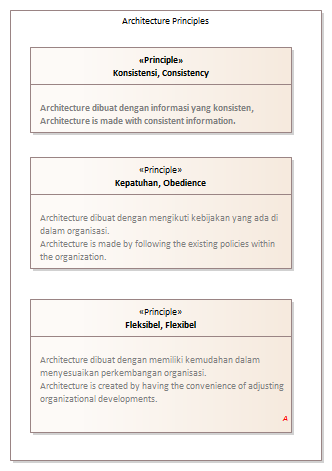 Architecture Principles
«Principle»
Konsistensi, Consistency
Architecture dibuat dengan informasi yang konsisten,
Architecture is made with consistent information.
«Principle»
Kepatuhan, Obedience
Architecture dibuat dengan mengikuti kebijakan yang ada di
dalam organisasi.
Architecture is made by following the existing policies within
the organization.
«Principle»
Fleksibel, Flexibel
Architecture dibuat dengan memiliki kemudahan dalam
menyesuaikan perkembangan organisasi.
Architecture is created by having the convenience of adjusting
organizational developments.
A